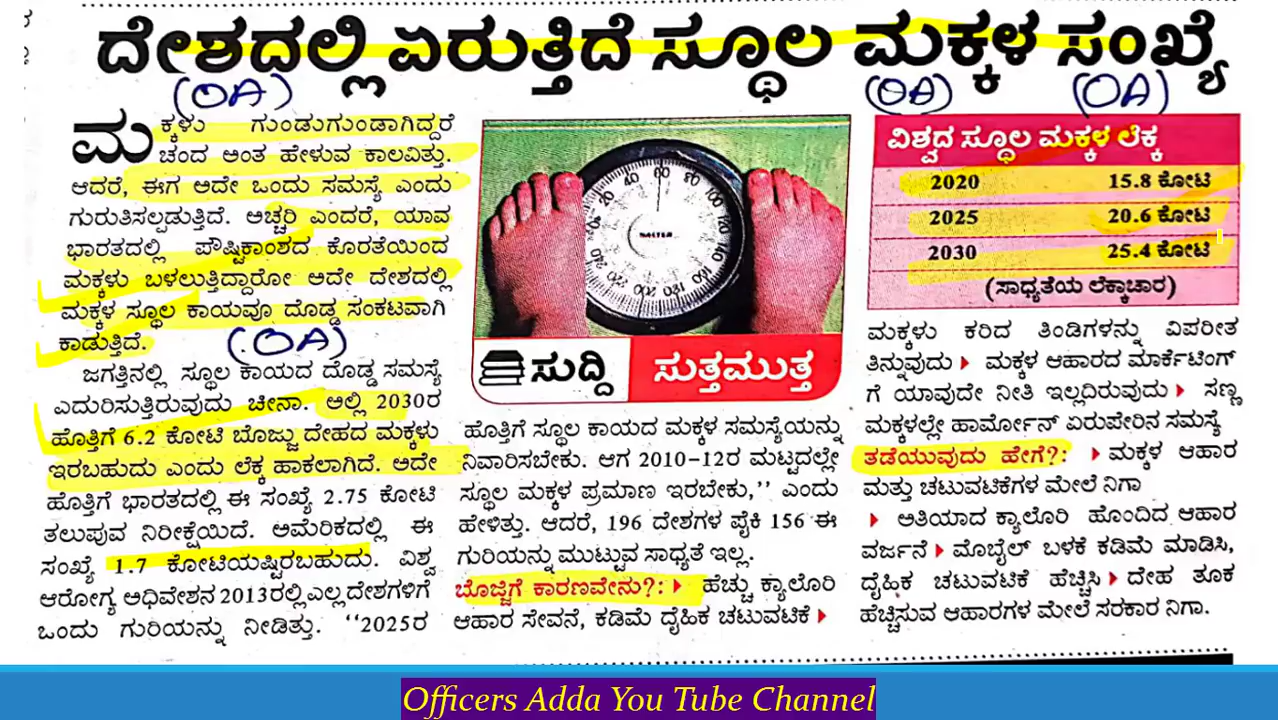 ದೇಶದಲ್ಲಿ ಏರುತ್ತಿದೆ ಸ್ಥೂಲ ಮಕ್ಕಳ ಸಂಖ್ಯೆ
(OA)
(OA)
(OA)
ಮಕ್ಕಳು ಗುಂಡುಗುಂಡಾಗಿದ್ದರೆ
ಚಂದ ಅಂತ ಹೇಳುವ ಕಾಲವಿತ್ತು.
ಆದರೆ, ಈಗ ಅದೇ ಒಂದು ಸಮಸ್ಯೆ ಎಂದು
ಗುರುತಿಸಲ್ಪಡುತ್ತಿದೆ. ಅಚ್ಚರಿ ಎಂದರೆ, ಯಾವ
ಭಾರತದಲ್ಲಿ ಪೌಷ್ಟಿಕಾಂಶದ ಕೊರತೆಯಿಂದ
ಮಕ್ಕಳು ಬಳಲುತ್ತಿದ್ದಾರೋ ಅದೇ ದೇಶದಲ್ಲಿ
ಮಕ್ಕಳ ಸ್ಥೂಲ ಕಾಯವೂ ದೊಡ್ಡ ಸಂಕಟವಾಗಿ
ಕಾಡುತ್ತಿದೆ.
(OA)
ಜಗತ್ತಿನಲ್ಲಿ ಸ್ಥೂಲ ಕಾಯದ ದೊಡ್ಡ ಸಮಸ್ಯೆ
ಎದುರಿಸುತ್ತಿರುವುದು ಚೀನಾ. ಅಲ್ಲಿ 2030ರ
ಹೊತ್ತಿಗೆ 6.2 ಕೋಟಿ ಬೊಜ್ಜು ದೇಹದ ಮಕ್ಕಳು
ಇರಬಹುದು ಎಂದು ಲೆಕ್ಕ ಹಾಕಲಾಗಿದೆ. ಅದೇ
ಹೊತ್ತಿಗೆ ಭಾರತದಲ್ಲಿ ಈ ಸಂಖ್ಯೆ 2.75 ಕೋಟಿ
ತಲುಪುವ ನಿರೀಕ್ಷೆಯಿದೆ. ಅಮೆರಿಕದಲ್ಲಿ ಈ
ಸಂಖ್ಯೆ 1.7 ಕೋಟಿಯಷ್ಟಿರಬಹುದು. ವಿಶ್ವ
ಆರೋಗ್ಯ ಅಧಿವೇಶನ 2013ರಲ್ಲಿ ಎಲ್ಲ ದೇಶಗಳಿಗೆ
ಒಂದು ಗುರಿಯನ್ನು ನೀಡಿತ್ತು. ‘‘2025ರ
ಸುದ್ದಿ ಸುತ್ತಮುತ್ತ
ಹೊತ್ತಿಗೆ ಸ್ಥೂಲ ಕಾಯದ ಮಕ್ಕಳ ಸಮಸ್ಯೆಯನ್ನು
ನಿವಾರಿಸಬೇಕು. ಆಗ 2010-12ರ ಮಟ್ಟದಲ್ಲೇ
ಸ್ಥೂಲ ಮಕ್ಕಳ ಪ್ರಮಾಣ ಇರಬೇಕು,’’ ಎಂದು
ಹೇಳಿತ್ತು. ಆದರೆ, 196 ದೇಶಗಳ ಪೈಕಿ 156 ಈ
ಗುರಿಯನ್ನು ಮುಟ್ಟುವ ಸಾಧ್ಯತೆ ಇಲ್ಲ.
ಬೊಜ್ಜಿಗೆ ಕಾರಣವೇನು?: ▶ ಹೆಚ್ಚು ಕ್ಯಾಲೊರಿ
ಆಹಾರ ಸೇವನೆ, ಕಡಿಮೆ ದೈಹಿಕ ಚಟುವಟಿಕೆ ▶
ವಿಶ್ವದ ಸ್ಥೂಲ ಮಕ್ಕಳ ಲೆಕ್ಕ
2020 15.8 ಕೋಟಿ
2025 20.6 ಕೋಟಿ
2030 25.4 ಕೋಟಿ
(ಸಾಧ್ಯತೆಯ ಲೆಕ್ಕಾಚಾರ)
ಮಕ್ಕಳು ಕರಿದ ತಿಂಡಿಗಳನ್ನು ವಿಪರೀತ
ತಿನ್ನುವುದು ▶ ಮಕ್ಕಳ ಆಹಾರದ ಮಾರ್ಕೆಟಿಂಗ್
ಗೆ ಯಾವುದೇ ನೀತಿ ಇಲ್ಲದಿರುವುದು ▶ ಸಣ್ಣ
ಮಕ್ಕಳಲ್ಲೇ ಹಾರ್ಮೋನ್ ಏರುಪೇರಿನ ಸಮಸ್ಯೆ
ತಡೆಯುವುದು ಹೇಗೆ?: ▶ ಮಕ್ಕಳ ಆಹಾರ
ಮತ್ತು ಚಟುವಟಿಕೆಗಳ ಮೇಲೆ ನಿಗಾ
▶ ಅತಿಯಾದ ಕ್ಯಾಲೊರಿ ಹೊಂದಿದ ಆಹಾರ
ವರ್ಜನೆ ▶ ಮೊಬೈಲ್ ಬಳಕೆ ಕಡಿಮೆ ಮಾಡಿಸಿ,
ದೈಹಿಕ ಚಟುವಟಿಕೆ ಹೆಚ್ಚಿಸಿ ▶ ದೇಹ ತೂಕ
ಹೆಚ್ಚಿಸುವ ಆಹಾರಗಳ ಮೇಲೆ ಸರಕಾರ ನಿಗಾ.
Officers Adda You Tube Channel